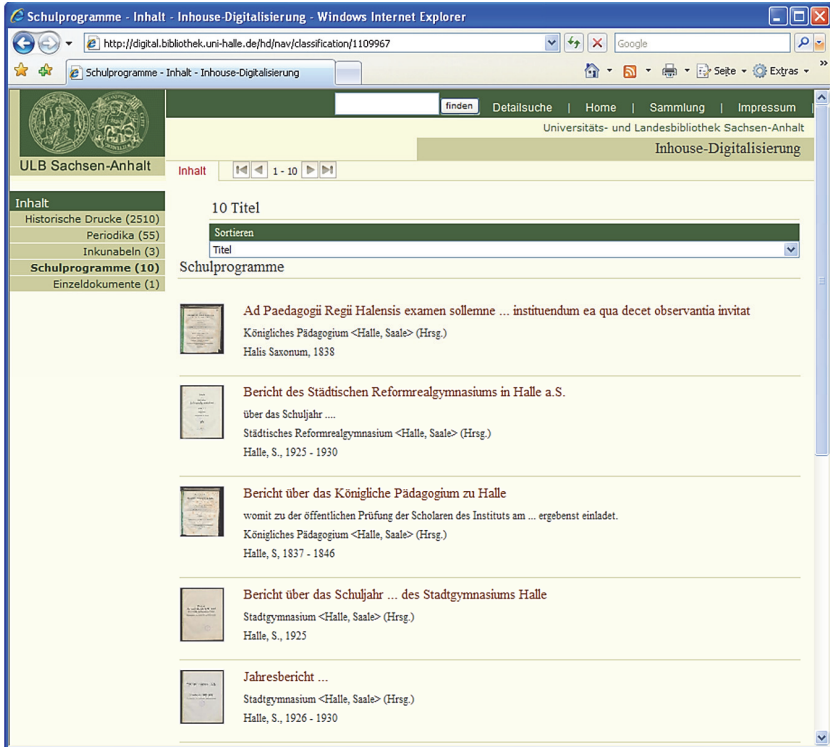 Schulprogramme - Inhalt - Inhouse-Digitalisierung - Windows Internet Explorer
http://digital.bibliothek.uni-halle.de/hd/nav/classification/1109967
Google
Schulprogramme - Inhalt - Inhouse-Digitalisierung
Seite
Extras
»
finden
Detailsuche | Home | Sammlung | Impressum |
Universitäts- und Landesbibliothek Sachsen-Anhalt
Inhouse-Digitalisierung
ULB Sachsen-Anhalt
Inhalt
1 - 10
Inhalt
Historische Drucke (2510)
Periodika (55)
Inkunabeln (3)
Schulprogramme (10)
Einzeldokumente (1)
10 Titel
Sortieren
Titel
Schulprogramme
Ad Paedagogii Regii Halensis examen sollemne ... instituendum ea qua decet observantia invitat
Königliches Pädagogium <Halle, Saale> (Hrsg.)
Halis Saxonum, 1838
Bericht des Städtischen Reformrealgymnasiums in Halle a.S.
über das Schuljahr ....
Städtisches Reformrealgymnasium <Halle, Saale> (Hrsg.)
Halle, S., 1925 - 1930
Bericht über das Königliche Pädagogium zu Halle
womit zu der öffentlichen Prüfung der Scholaren des Instituts am ... ergebenst einladet.
Königliches Pädagogium <Halle, Saale> (Hrsg.)
Halle, S, 1837 - 1846
Bericht über das Schuljahr ... des Stadtgymnasiums Halle
Stadtgymnasium <Halle, Saale> (Hrsg.)
Halle, S., 1925
Jahresbericht ...
Stadtgymnasium <Halle, Saale> (Hrsg.)
Halle, S., 1926 - 1930